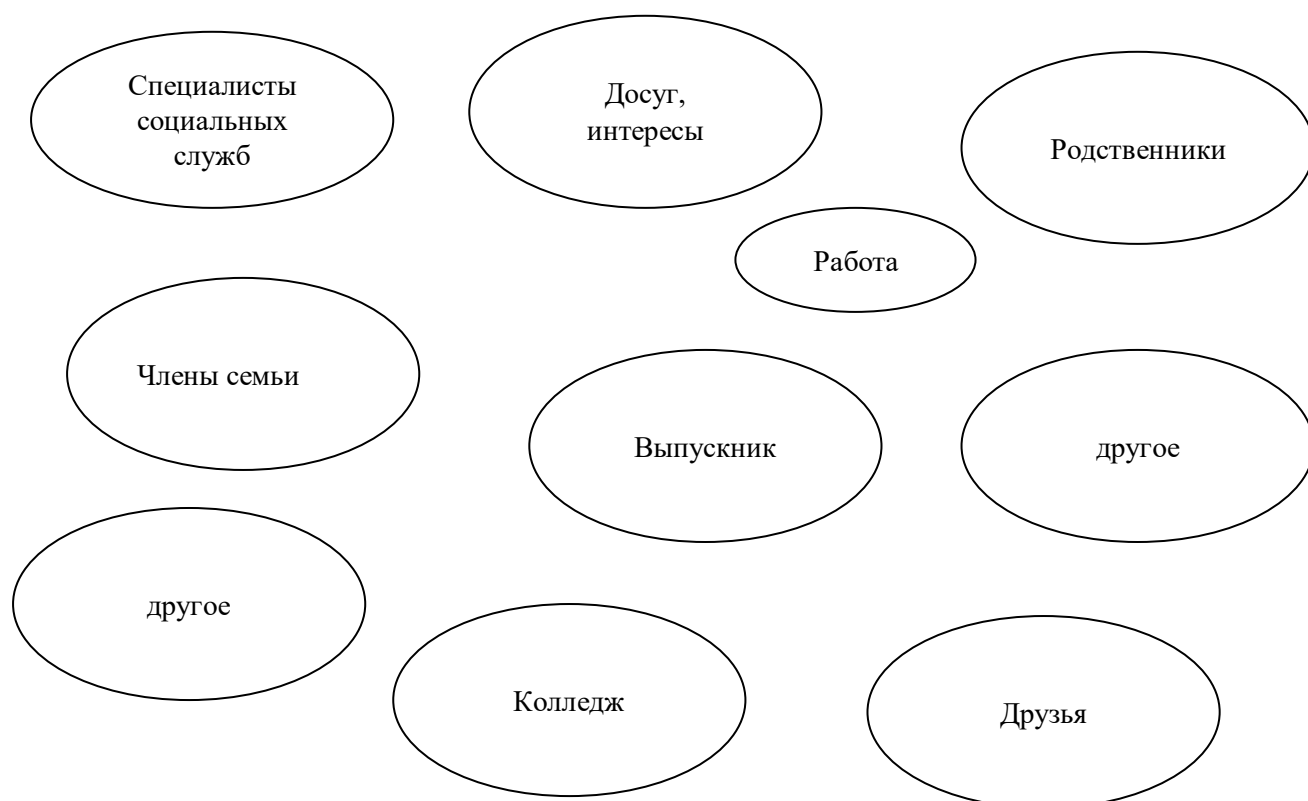 Специалисты
социальных
служб
Досуг,
интересы
Родственники
Работа
Члены семьи
Выпускник
другое
другое
Колледж
Друзья